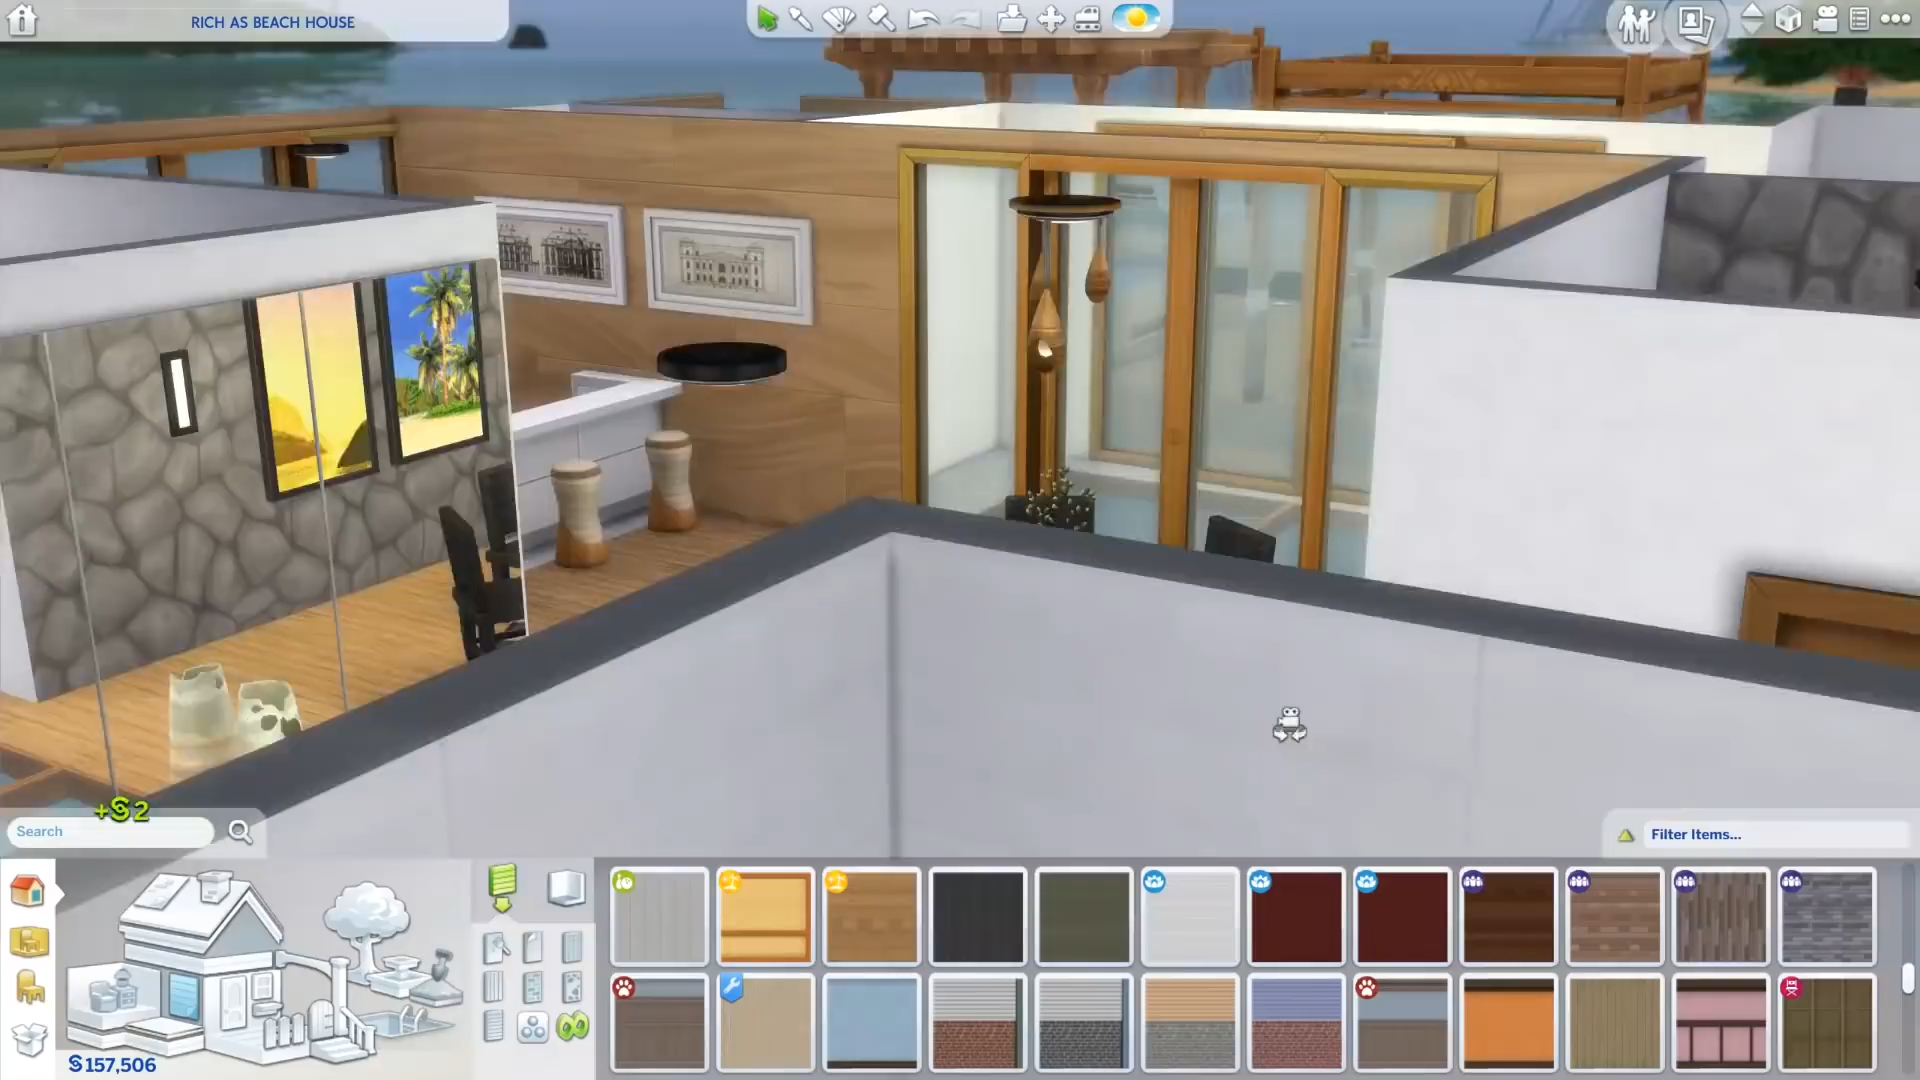 RICH AS BEACH HOUSE
+§2
Search
Filter Items...
§157,506